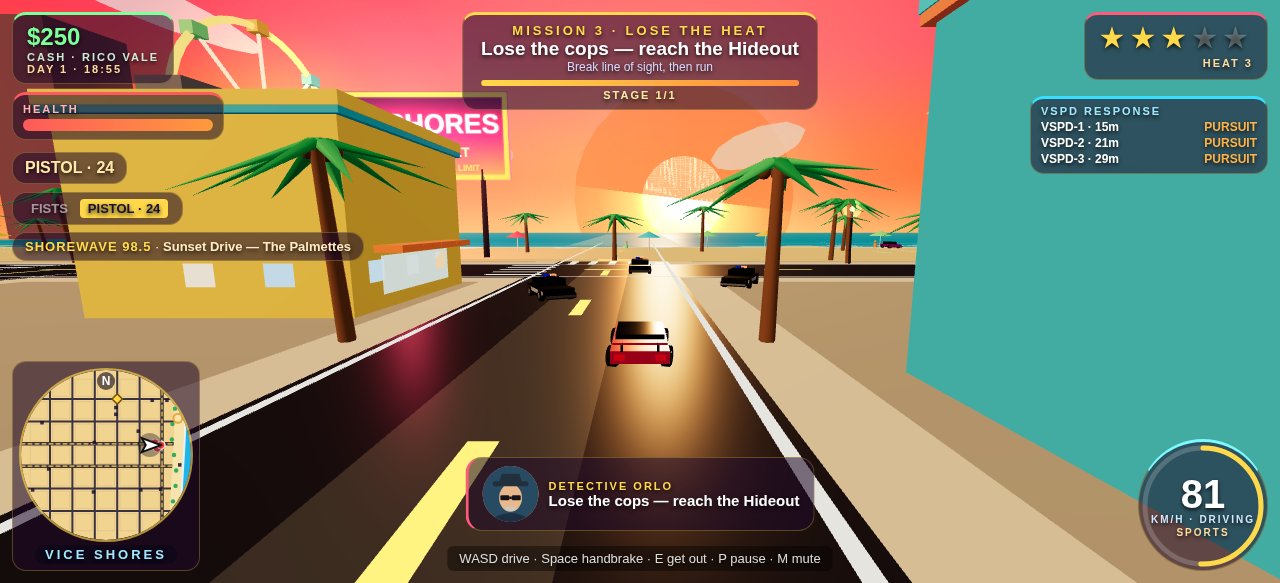 $250
CASH · RICO VALE
DAY 1 · 18:55
HEALTH
PISTOL · 24
FISTS PISTOL · 24
SHOREWAVE 98.5 · Sunset Drive — The Palmettes
MISSION 3 · LOSE THE HEAT
Lose the cops — reach the Hideout
Break line of sight, then run
STAGE 1/1
★★★★★
HEAT 3
VSPD RESPONSE
VSPD-1 · 15m PURSUIT
VSPD-2 · 21m PURSUIT
VSPD-3 · 29m PURSUIT
LIMIT
N
VICE SHORES
DETECTIVE ORLO
Lose the cops — reach the Hideout
WASD drive · Space handbrake · E get out · P pause · M mute
81
KM/H · DRIVING
SPORTS